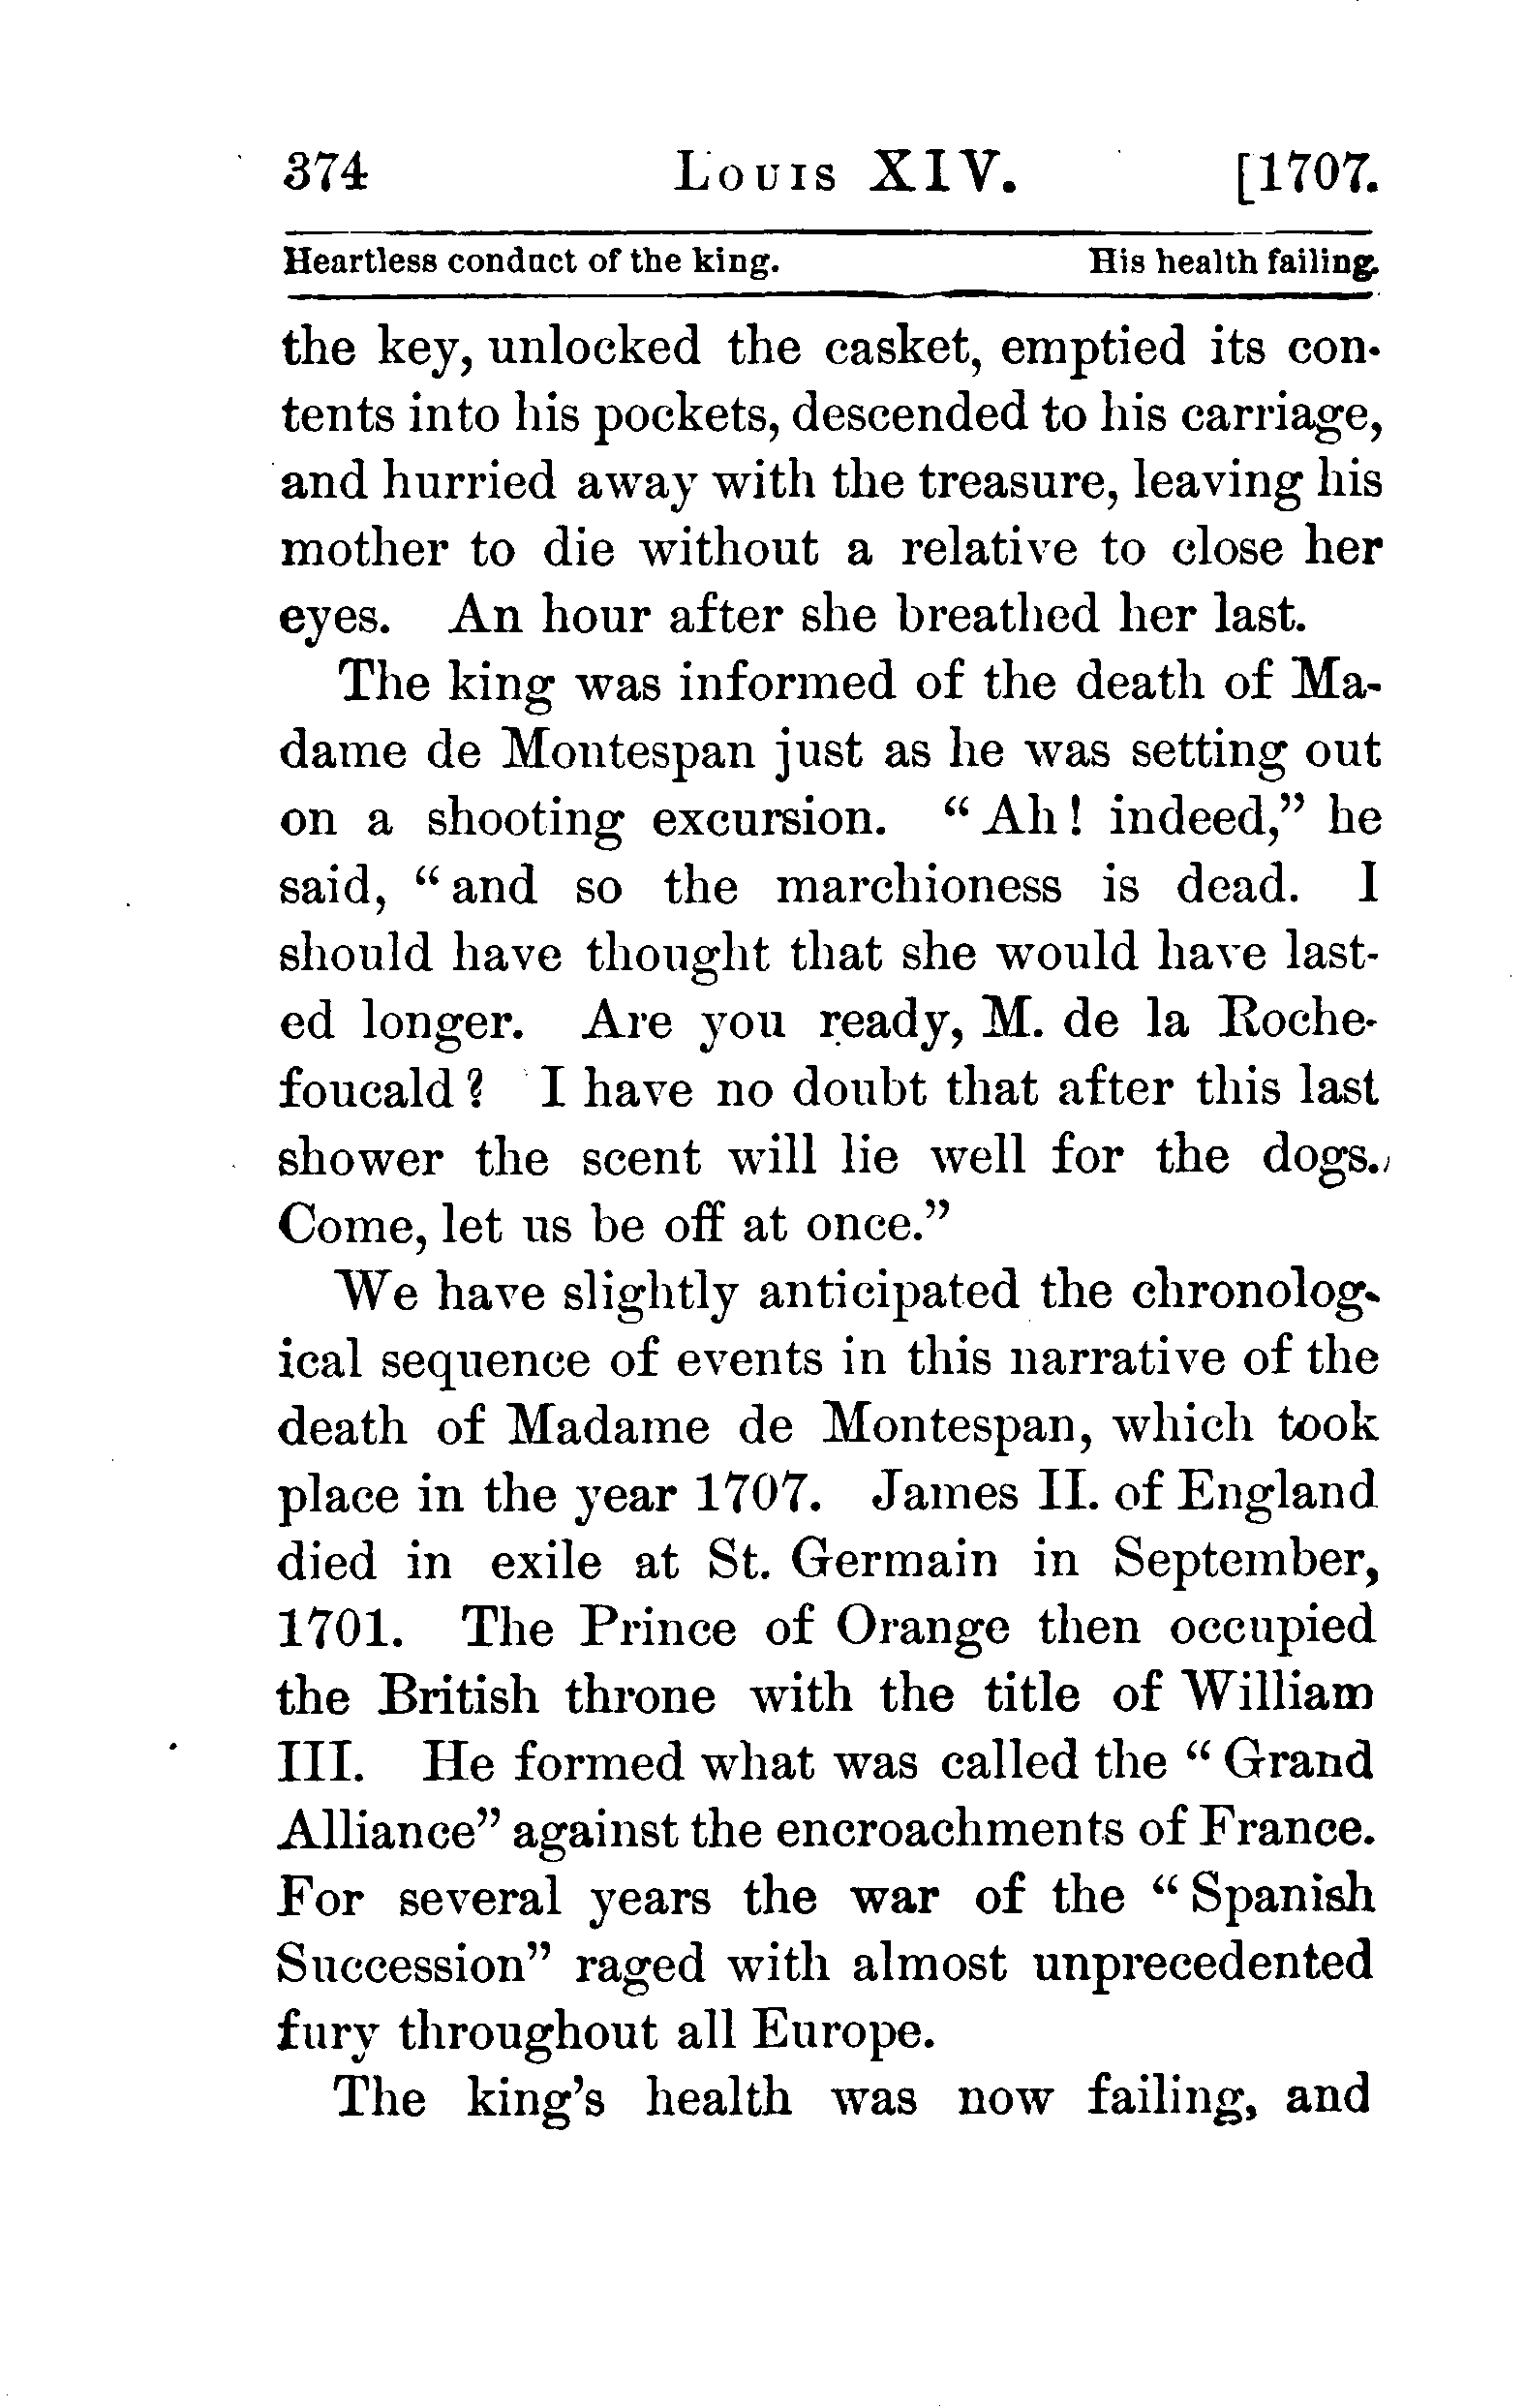 374 Louis XIV. [1707.
Heartless conduct of the king. His health failing.
the key, unlocked the casket, emptied its con-
tents into his pockets, descended to his carriage,
and hurried away with the treasure, leaving his
mother to die without a relative to close her
eyes. An hour after she breathed her last.
The king was informed of the death of Ma-
dame de Montespan just as he was setting out
on a shooting excursion. "Ah! indeed," he
said, "and so the marchioness is dead. I
should have thought that she would have last-
ed longer. Are you ready, M. de la Roche-
foucald? I have no doubt that after this last
shower the scent will lie well for the dogs.
Come, let us be off at once."
We have slightly anticipated the chronolog-
ical sequence of events in this narrative of the
death of Madame de Montespan, which took
place in the year 1707. James II. of England
died in exile at St. Germain in September,
1701. The Prince of Orange then occupied
the British throne with the title of William
III. He formed what was called the "Grand
Alliance" against the encroachments of France.
For several years the war of the "Spanish
Succession" raged with almost unprecedented
fury throughout all Europe.
The king's health was now failing, and